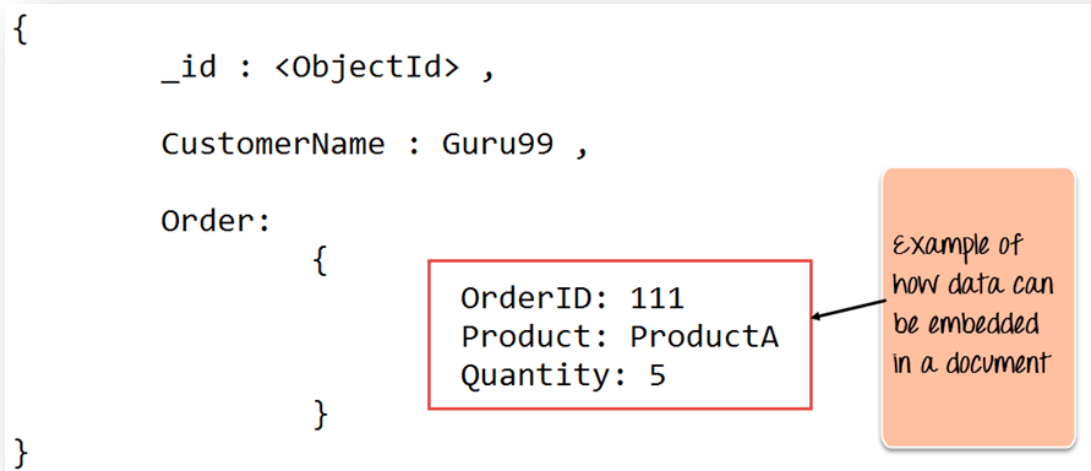 {
_id : <ObjectId> ,
CustomerName : Guru99 ,
Order:
{
OrderID: 111
Product: ProductA
Quantity: 5
}
}
Example of
how data can
be embedded
in a document